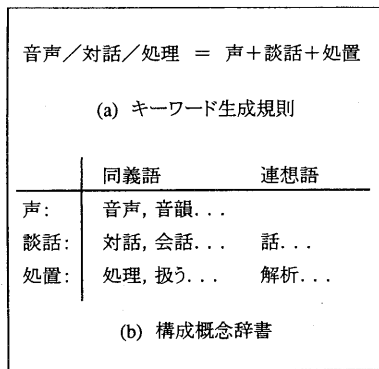 音声／対話／処理 ＝ 声＋談話＋処置
(a) キーワード生成規則
同義語 連想語
声: 音声, 音韻...
談話: 対話, 会話... 話...
処置: 処理, 扱う... 解析...
(b) 構成概念辞書